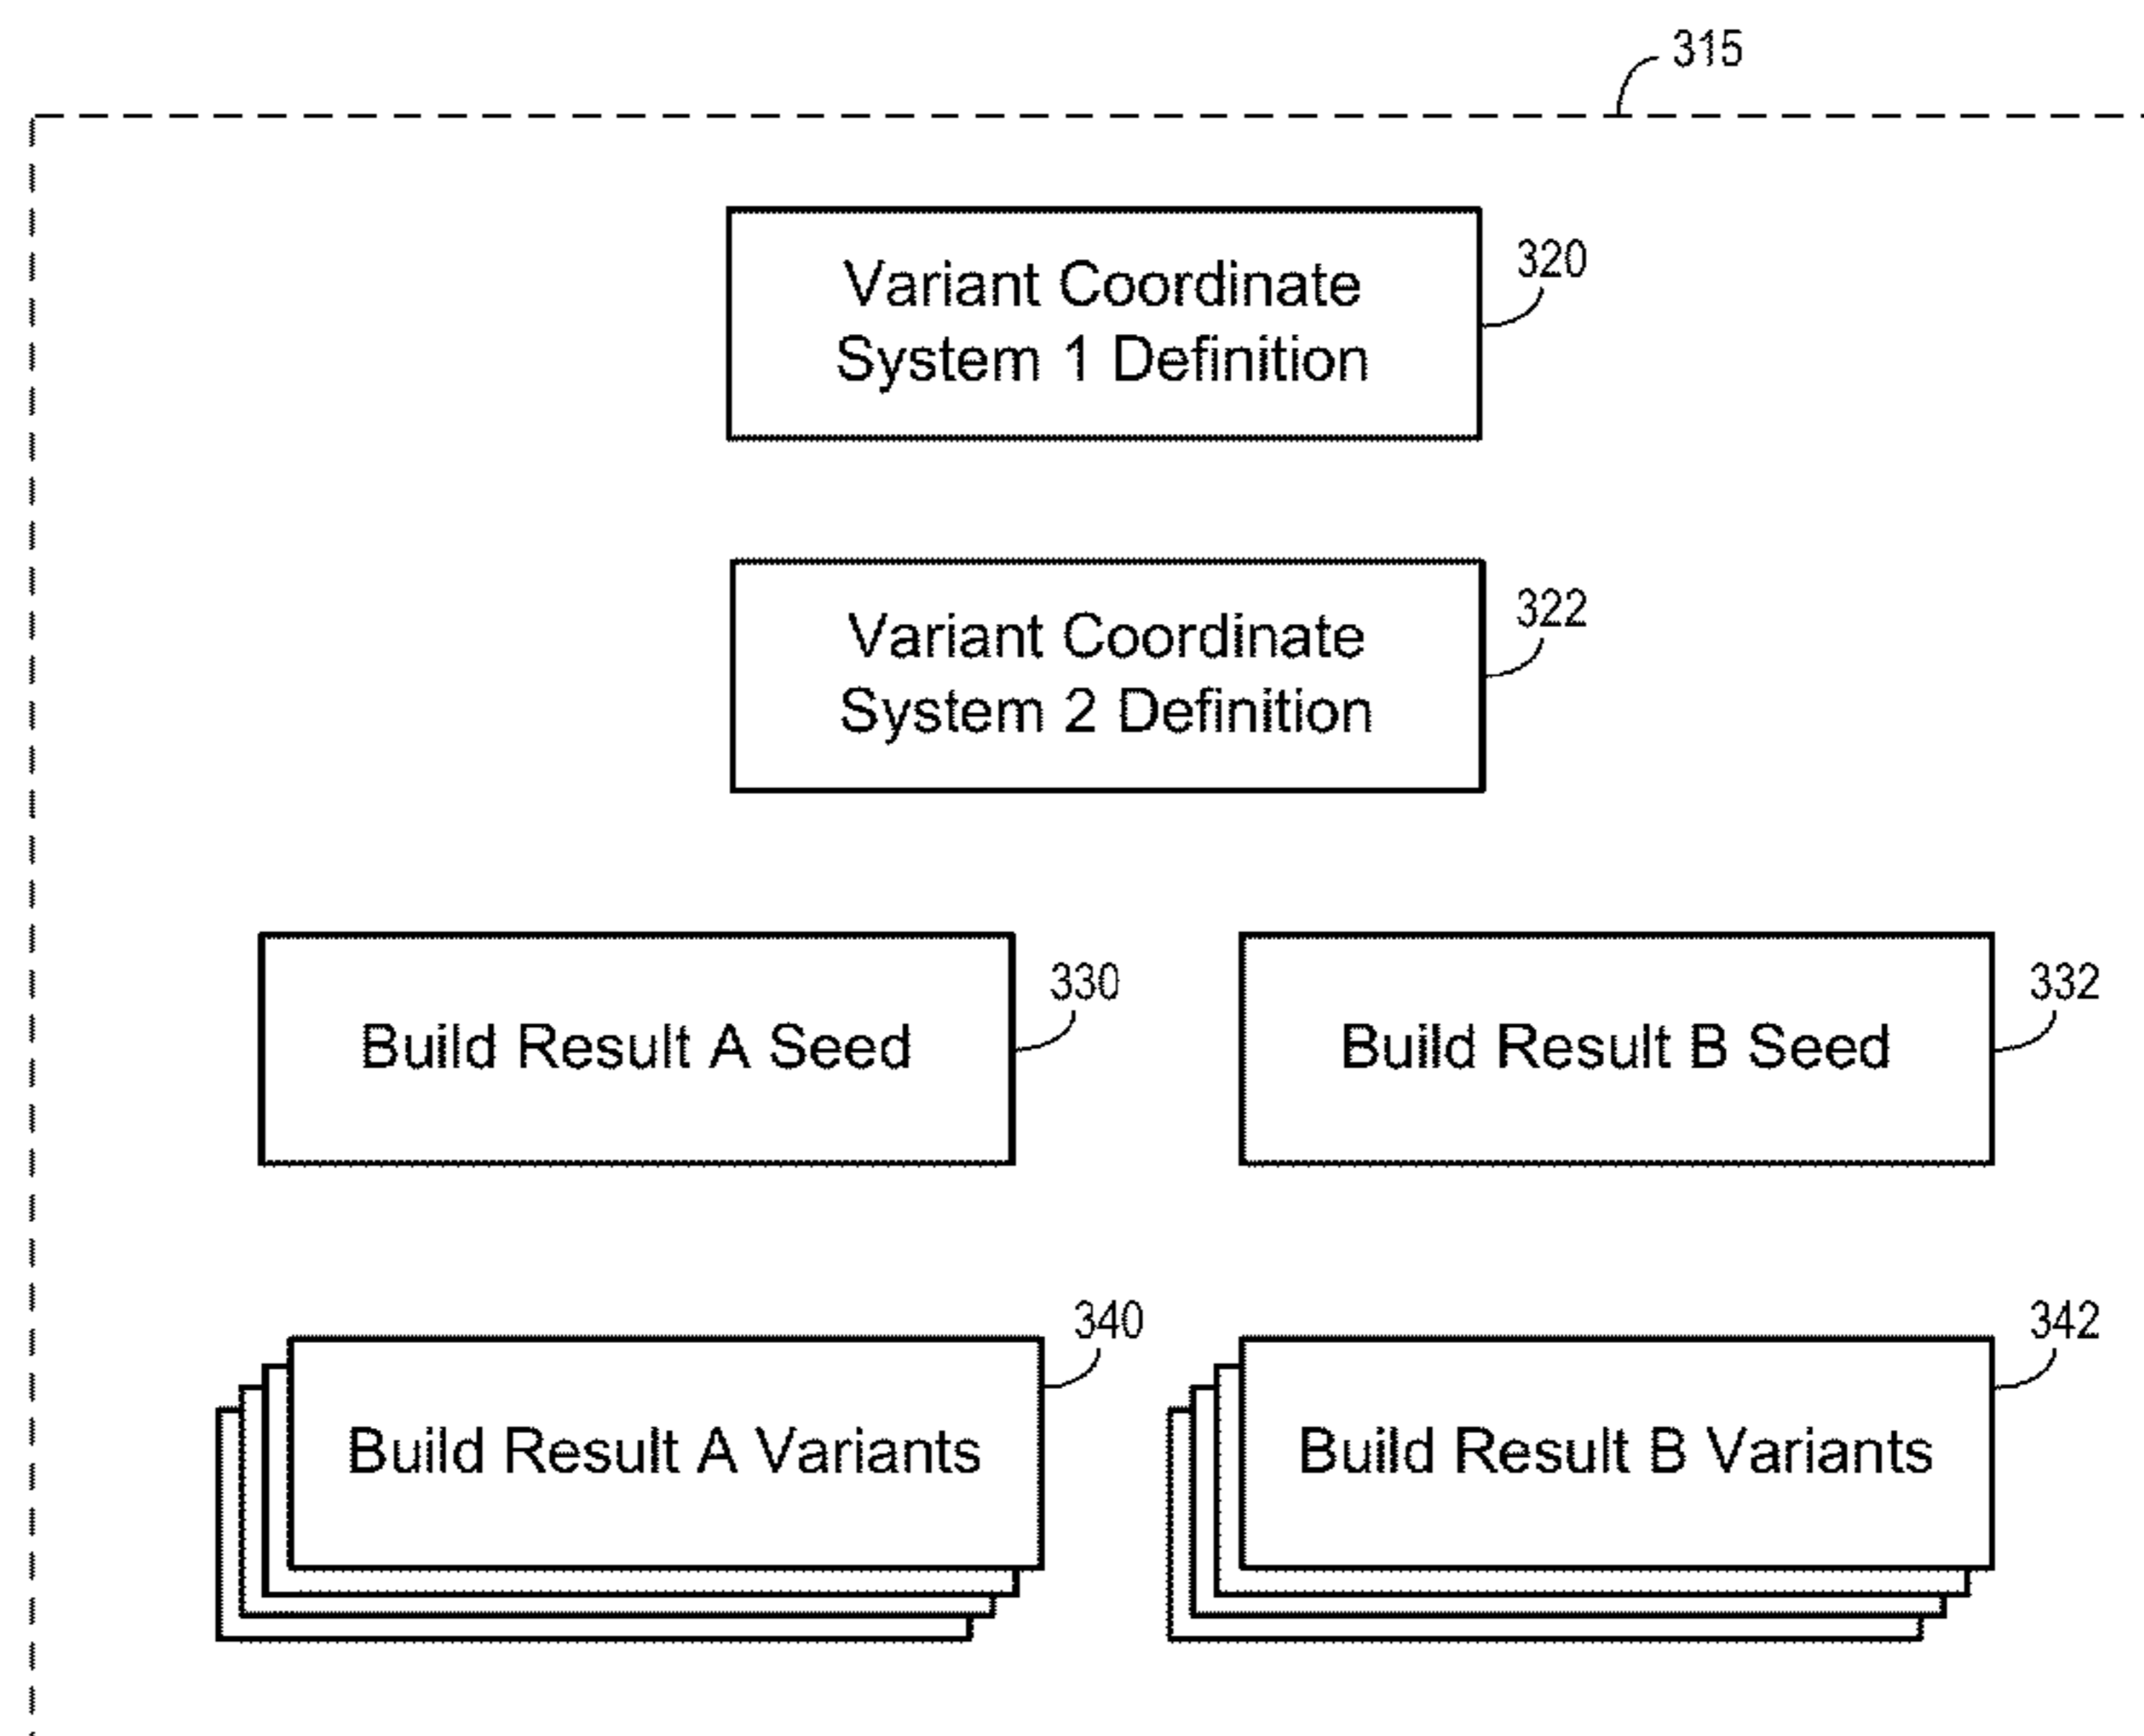 315
Variant Coordinate
System 1 Definition
320
Variant Coordinate
System 2 Definition
322
Build Result A Seed
330
Build Result B Seed
332
Build Result A Variants
340
Build Result B Variants
342